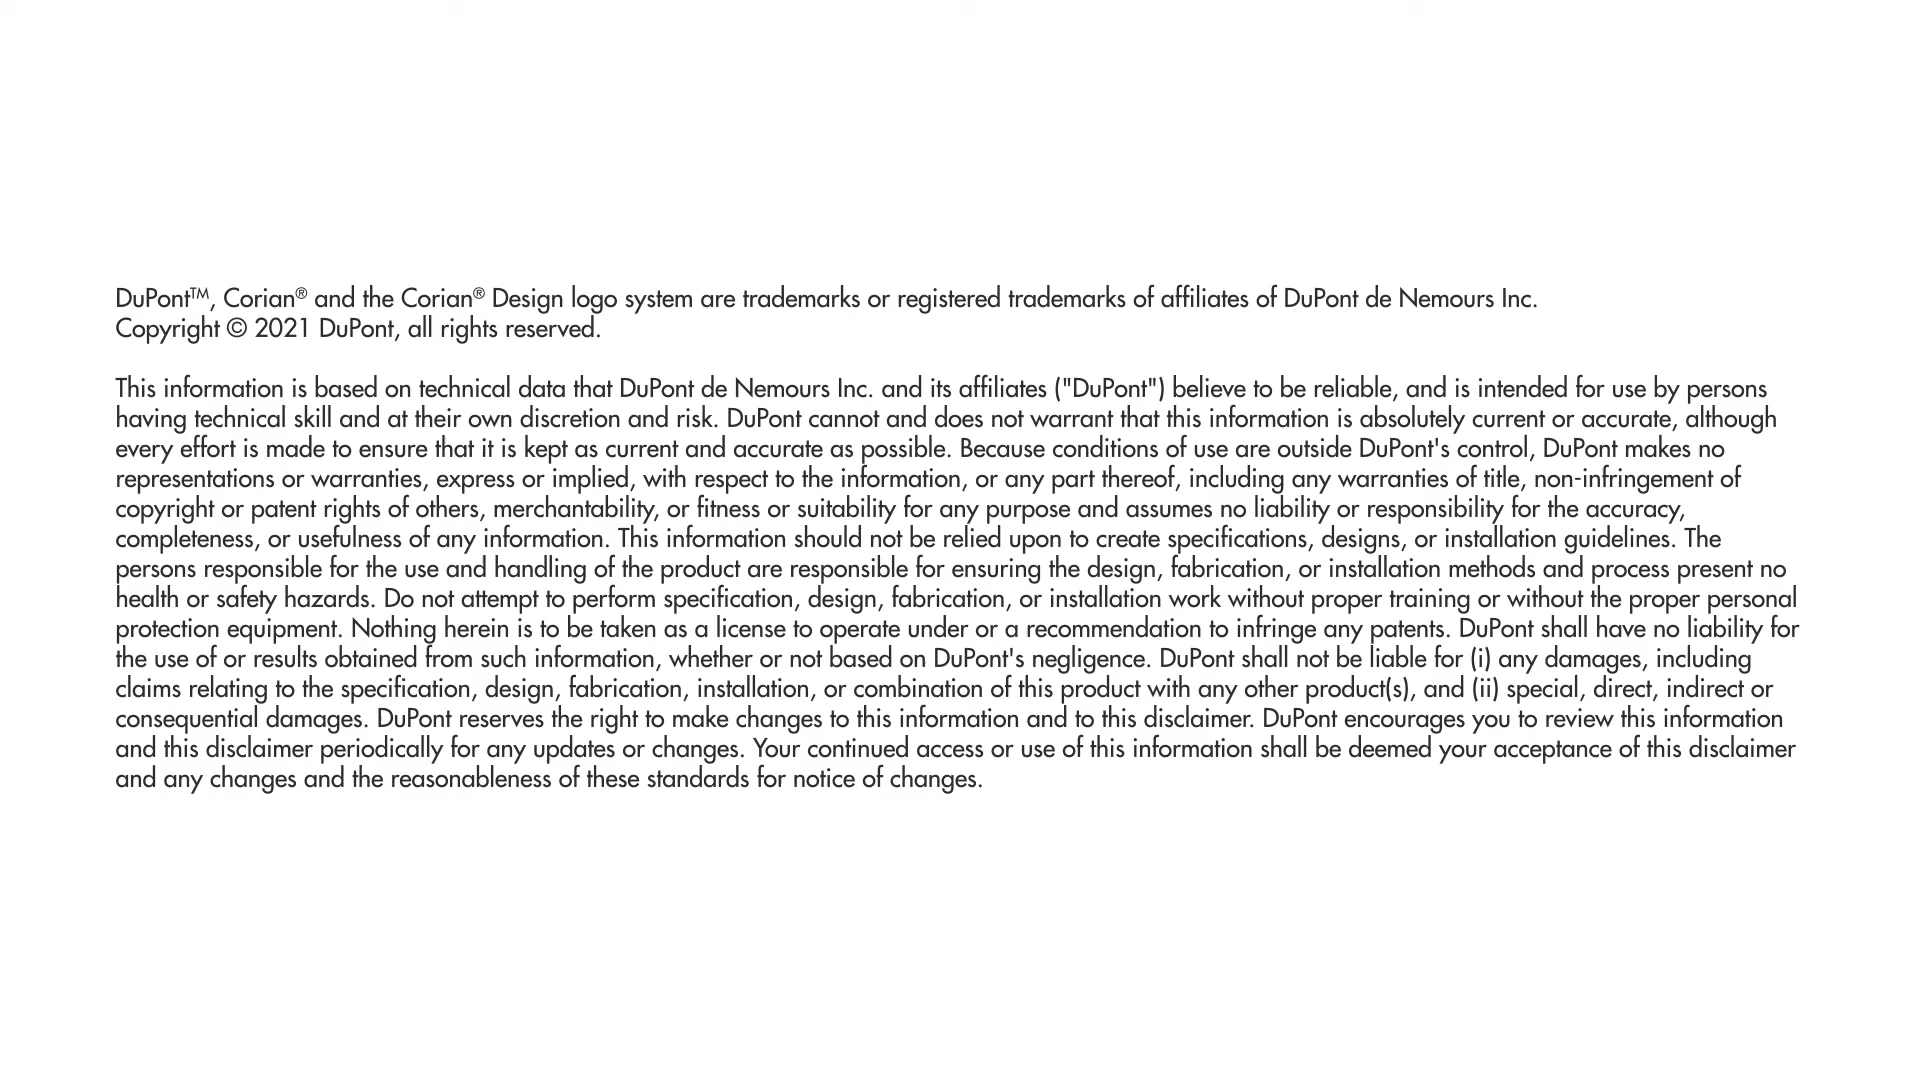 DuPont™, Corian® and the Corian® Design logo system are trademarks or registered trademarks of affiliates of DuPont de Nemours Inc.
Copyright © 2021 DuPont, all rights reserved.
This information is based on technical data that DuPont de Nemours Inc. and its affiliates ("DuPont") believe to be reliable, and is intended for use by persons
having technical skill and at their own discretion and risk. DuPont cannot and does not warrant that this information is absolutely current or accurate, although
every effort is made to ensure that it is kept as current and accurate as possible. Because conditions of use are outside DuPont's control, DuPont makes no
representations or warranties, express or implied, with respect to the information, or any part thereof, including any warranties of title, non-infringement of
copyright or patent rights of others, merchantability, or fitness or suitability for any purpose and assumes no liability or responsibility for the accuracy,
completeness, or usefulness of any information. This information should not be relied upon to create specifications, designs, or installation guidelines. The
persons responsible for the use and handling of the product are responsible for ensuring the design, fabrication, or installation methods and process present no
health or safety hazards. Do not attempt to perform specification, design, fabrication, or installation work without proper training or without the proper personal
protection equipment. Nothing herein is to be taken as a license to operate under or a recommendation to infringe any patents. DuPont shall have no liability for
the use of or results obtained from such information, whether or not based on DuPont's negligence. DuPont shall not be liable for (i) any damages, including
claims relating to the specification, design, fabrication, installation, or combination of this product with any other product(s), and (ii) special, direct, indirect or
consequential damages. DuPont reserves the right to make changes to this information and to this disclaimer. DuPont encourages you to review this information
and this disclaimer periodically for any updates or changes. Your continued access or use of this information shall be deemed your acceptance of this disclaimer
and any changes and the reasonableness of these standards for notice of changes.